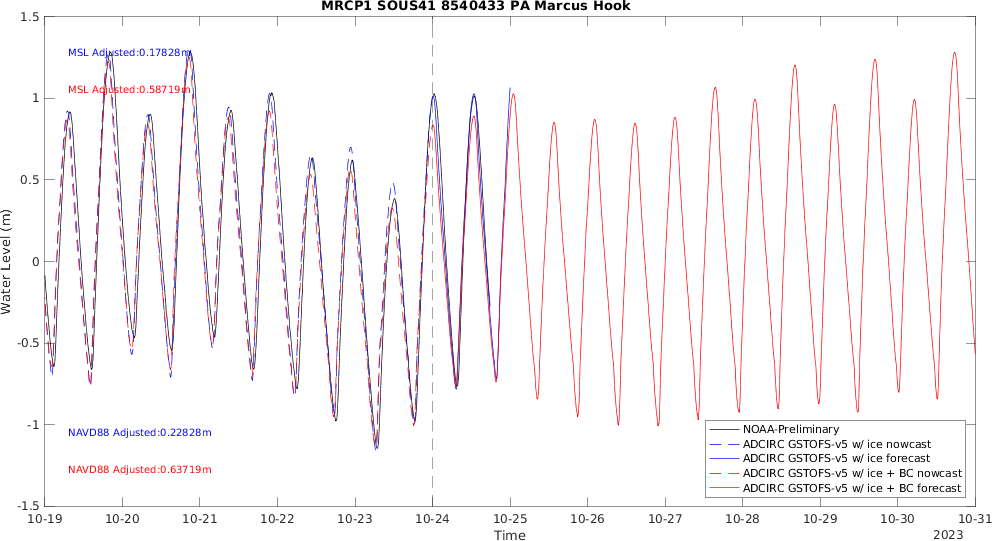 MRCP1 SOUS41 8540433 PA Marcus Hook
1.5
1
0.5
0
-0.5
-1
-1.5
Water Level (m)
MSL Adjusted:0.17828m
MSL Adjusted:0.58719m
NAVD88 Adjusted:0.22828m
NAVD88 Adjusted:0.63719m
NOAA-Preliminary
ADCIRC GSTOFS-v5 w/ ice nowcast
ADCIRC GSTOFS-v5 w/ ice forecast
ADCIRC GSTOFS-v5 w/ ice + BC nowcast
ADCIRC GSTOFS-v5 w/ ice + BC forecast
10-19 10-20 10-21 10-22 10-23 10-24 10-25 10-26 10-27 10-28 10-29 10-30 10-31
Time
2023